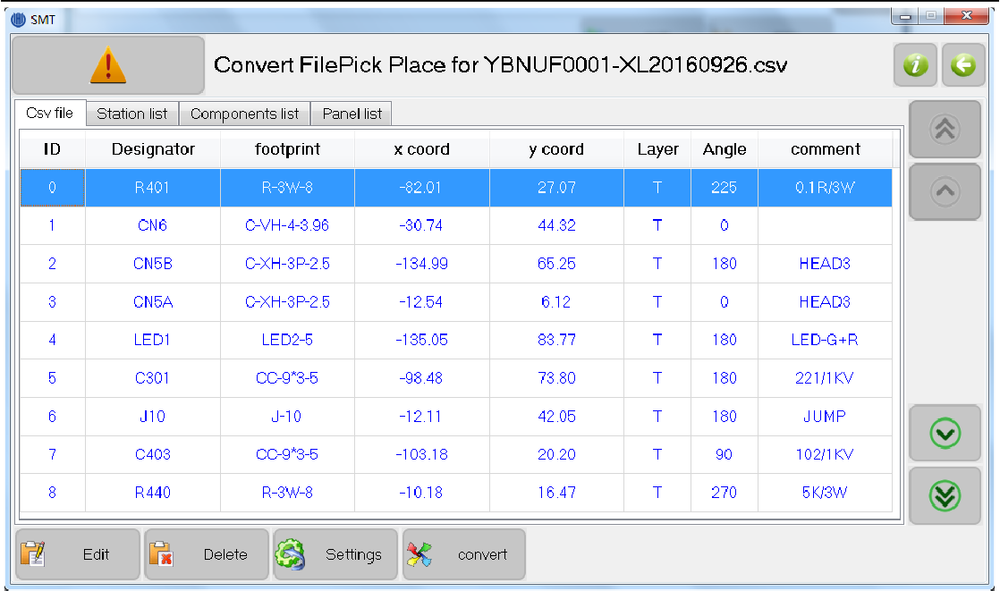 SMT
Convert FilePick Place for YBNUF0001-XL20160926.csv
Csv file Station list Components list Panel list
ID Designator footprint x coord y coord Layer Angle comment
0 R401 R-3W-8 -82.01 27.07 T 225 0.1R/3W
1 CN6 C-VH-4-3.96 -30.74 44.32 T 0
2 CN5B C-XH-3P-2.5 -134.99 65.25 T 180 HEAD3
3 CN5A C-XH-3P-2.5 -12.54 6.12 T 0 HEAD3
4 LED1 LED2-5 -135.05 83.77 T 180 LED-G+R
5 C301 CC-9*3-5 -98.48 73.80 T 180 221/1KV
6 J10 J-10 -12.11 42.05 T 180 JUMP
7 C403 CC-9*3-5 -103.18 20.20 T 90 102/1KV
8 R440 R-3W-8 -10.18 16.47 T 270 5K/3W
Edit Delete Settings convert